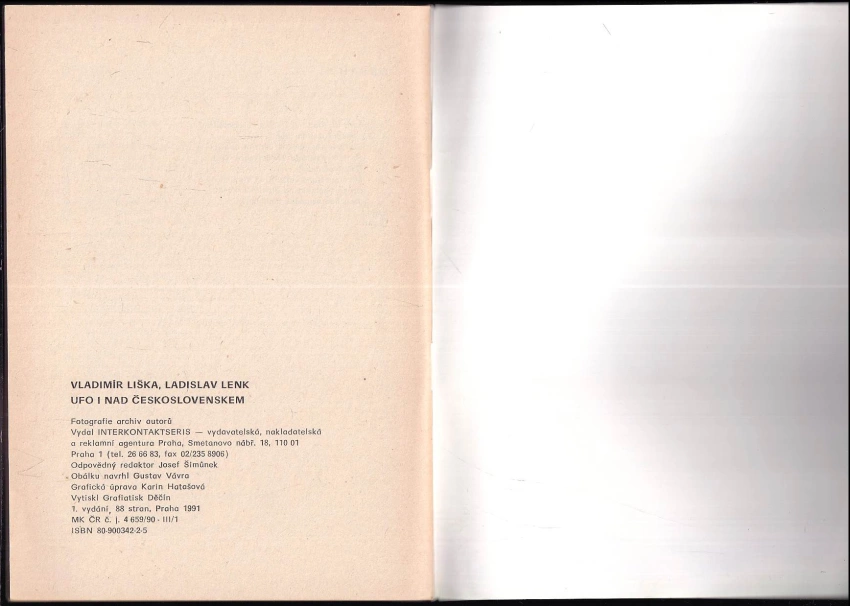 VLADIMÍR LIŠKA, LADISLAV LENK
UFO I NAD ČESKOSLOVENSKEM
Fotografie archiv autorů
Vydal INTERKONTAKTSERIS — vydavatelská, nakladatelská
a reklamní agentura Praha, Smetanovo nábř. 18, 110 01
Praha 1 (tel. 26 66 83, fax 02/235 8906)
Odpovědný redaktor Josef Šimůnek
Obálku navrhl Gustav Vávra
Grafická úprava Karin Hatašová
Vytiskl Grafiatisk Děčín
1. vydání, 88 stran, Praha 1991
MK ČR č. j. 4 659/90 - III/1
ISBN 80-900342-2-5